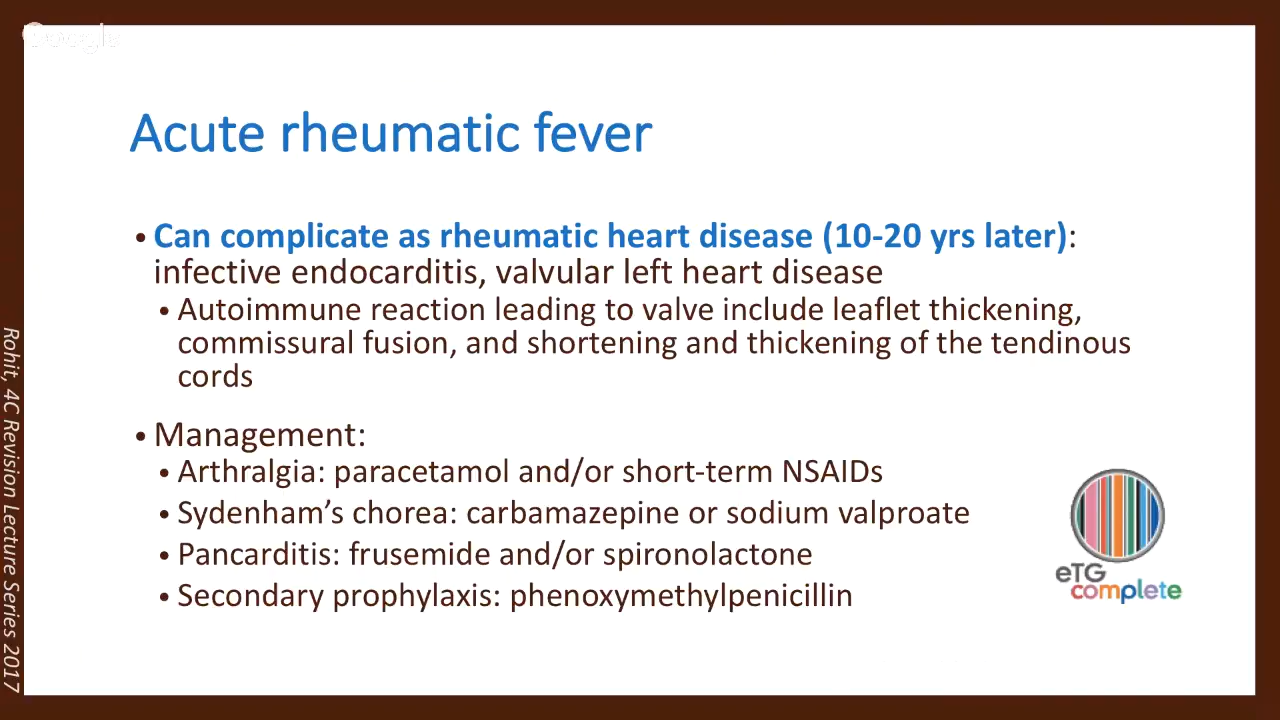 Google
Acute rheumatic fever
• Can complicate as rheumatic heart disease (10-20 yrs later):
infective endocarditis, valvular left heart disease
• Autoimmune reaction leading to valve include leaflet thickening,
commissural fusion, and shortening and thickening of the tendinous
cords
• Management:
• Arthralgia: paracetamol and/or short-term NSAIDs
• Sydenham’s chorea: carbamazepine or sodium valproate
• Pancarditis: frusemide and/or spironolactone
• Secondary prophylaxis: phenoxymethylpenicillin
eTG
complete
Rohit, 4C Revision Lecture Series 2017